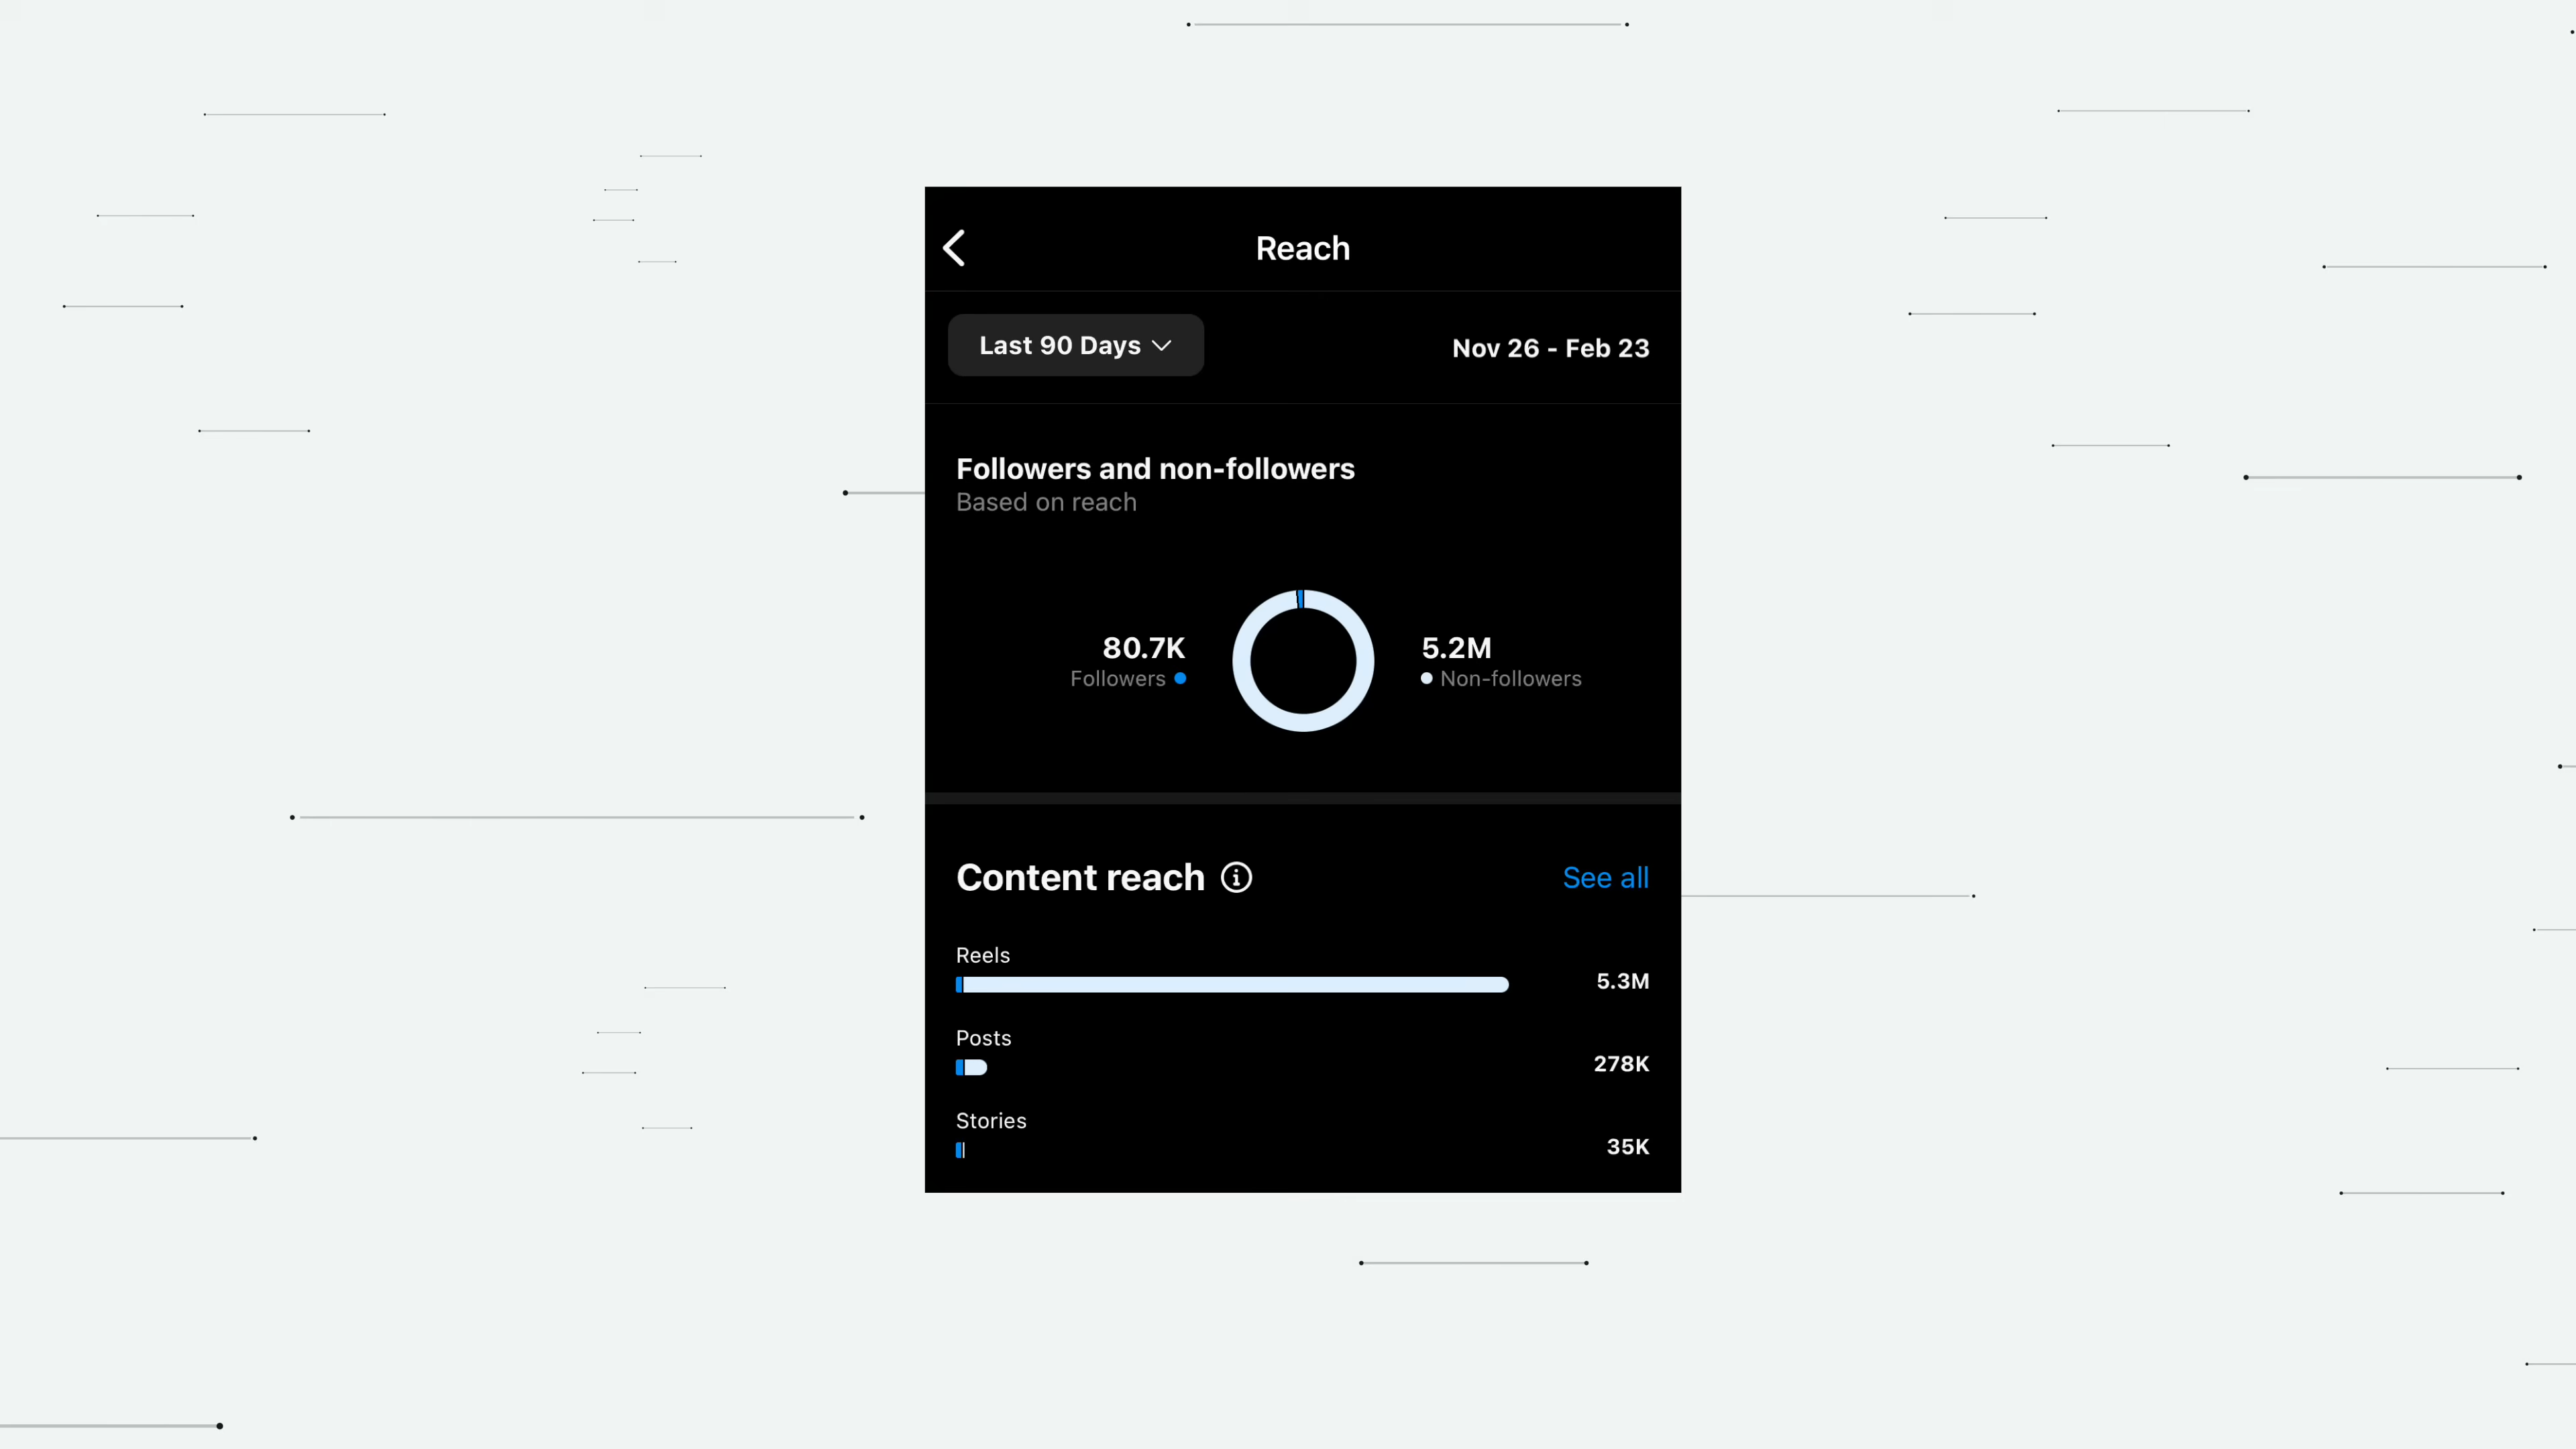 Reach
Last 90 Days
Nov 26 - Feb 23
Followers and non-followers
Based on reach
80.7K
Followers
5.2M
Non-followers
Content reach
See all
Reels
5.3M
Posts
278K
Stories
35K